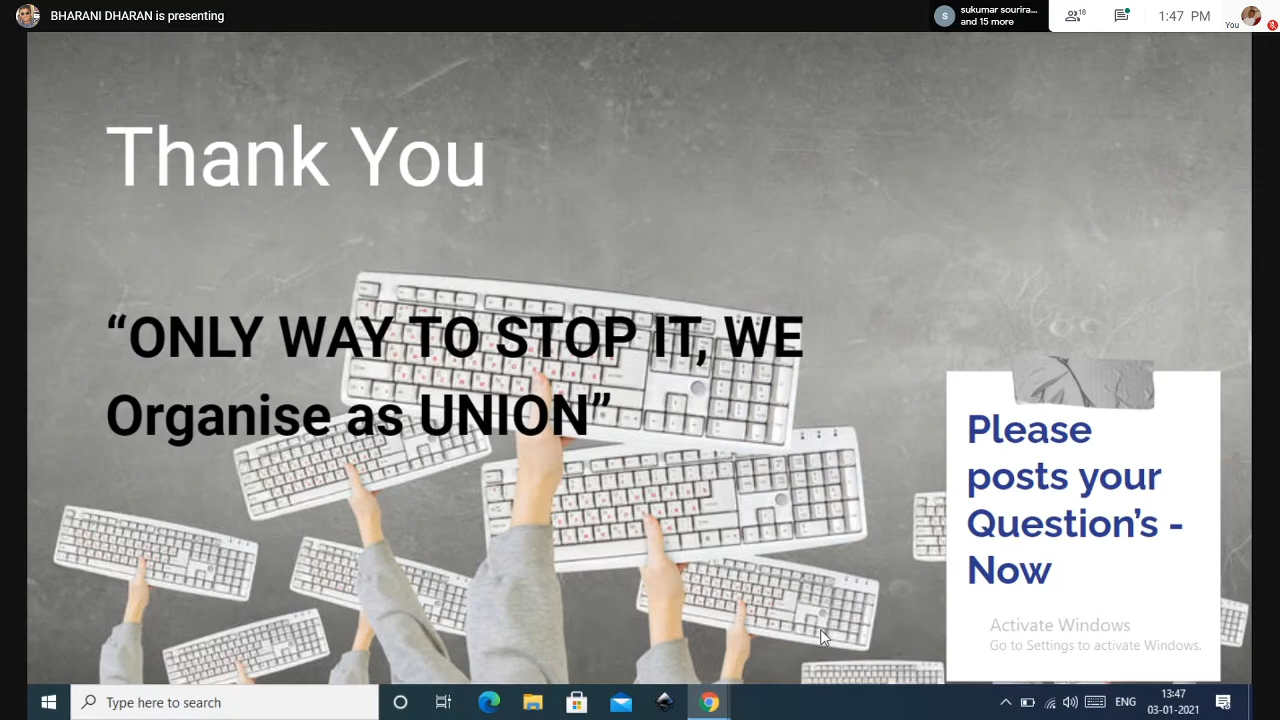 BHARANI DHARAN is presenting
S
sukumar sourira...
and 15 more
18
1:47 PM
You
Thank You
“ONLY WAY TO STOP IT, WE
Organise as UNION”
Please
posts your
Question’s -
Now
Activate Windows
Go to Settings to activate Windows.
Type here to search
ENG
13:47
03-01-2021